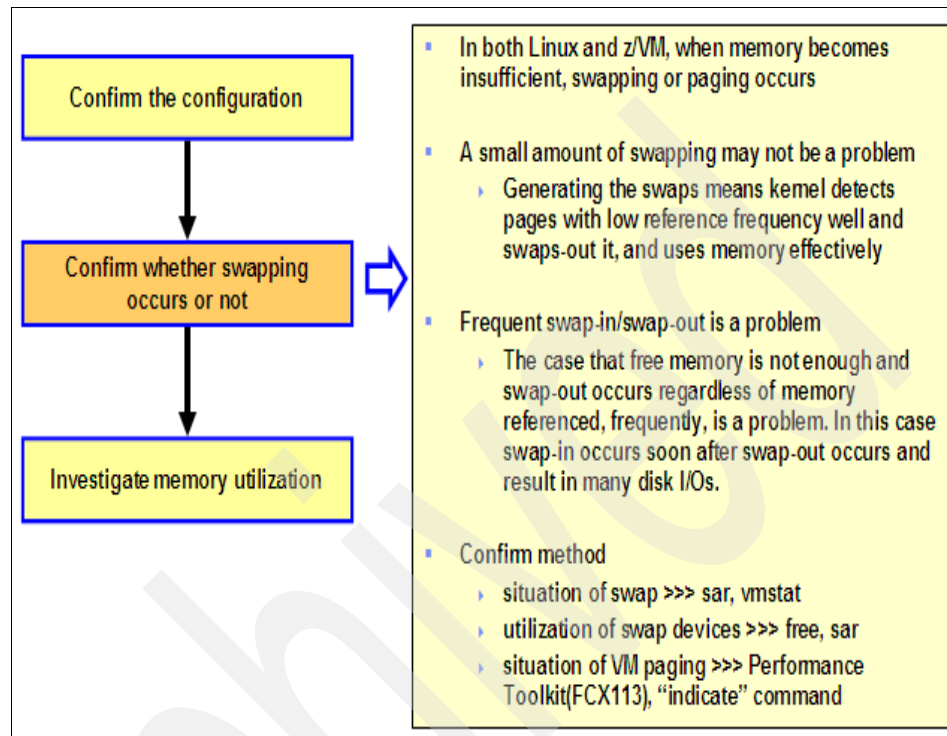 Confirm the configuration
Confirm whether swapping
occurs or not
Investigate memory utilization
In both Linux and z/VM, when memory becomes
insufficient, swapping or paging occurs
A small amount of swapping may not be a problem
Generating the swaps means kernel detects
pages with low reference frequency well and
swaps-out it, and uses memory effectively
Frequent swap-in/swap-out is a problem
The case that free memory is not enough and
swap-out occurs regardless of memory
referenced, frequently, is a problem. In this case
swap-in occurs soon after swap-out occurs and
result in many disk I/Os.
Confirm method
situation of swap >>> sar, vmstat
utilization of swap devices >>> free, sar
situation of VM paging >>> Performance
Toolkit(FCX113), “indicate” command